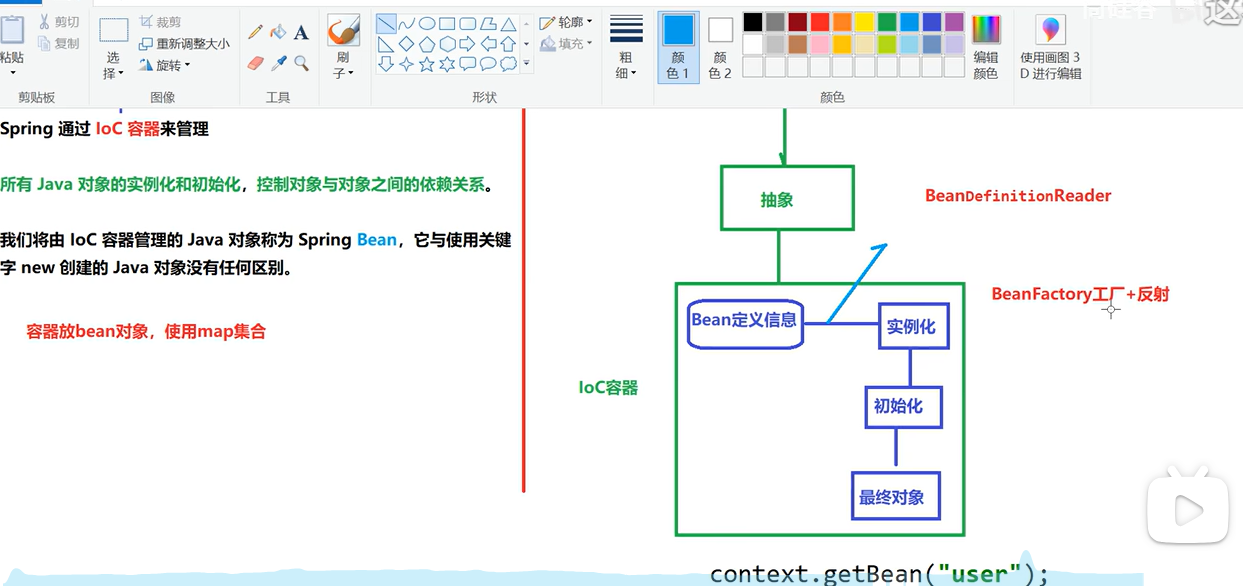 剪切
复制
粘贴
剪贴板
选择
裁剪
重新调整大小
旋转
图像
A
工具
刷子
形状
轮廓
填充
粗细
颜色 1
颜色 2
颜色
编辑颜色
使用画图 3
D 进行编辑
这
Spring 通过 IoC 容器来管理
所有 Java 对象的实例化和初始化，控制对象与对象之间的依赖关系。
我们将由 IoC 容器管理的 Java 对象称为 Spring Bean，它与使用关键
字 new 创建的 Java 对象没有任何区别。
容器放bean对象，使用map集合
抽象
BeanDefinitionReader
BeanFactory工厂+反射
Bean定义信息
实例化
IoC容器
初始化
最终对象
context.getBean("user");